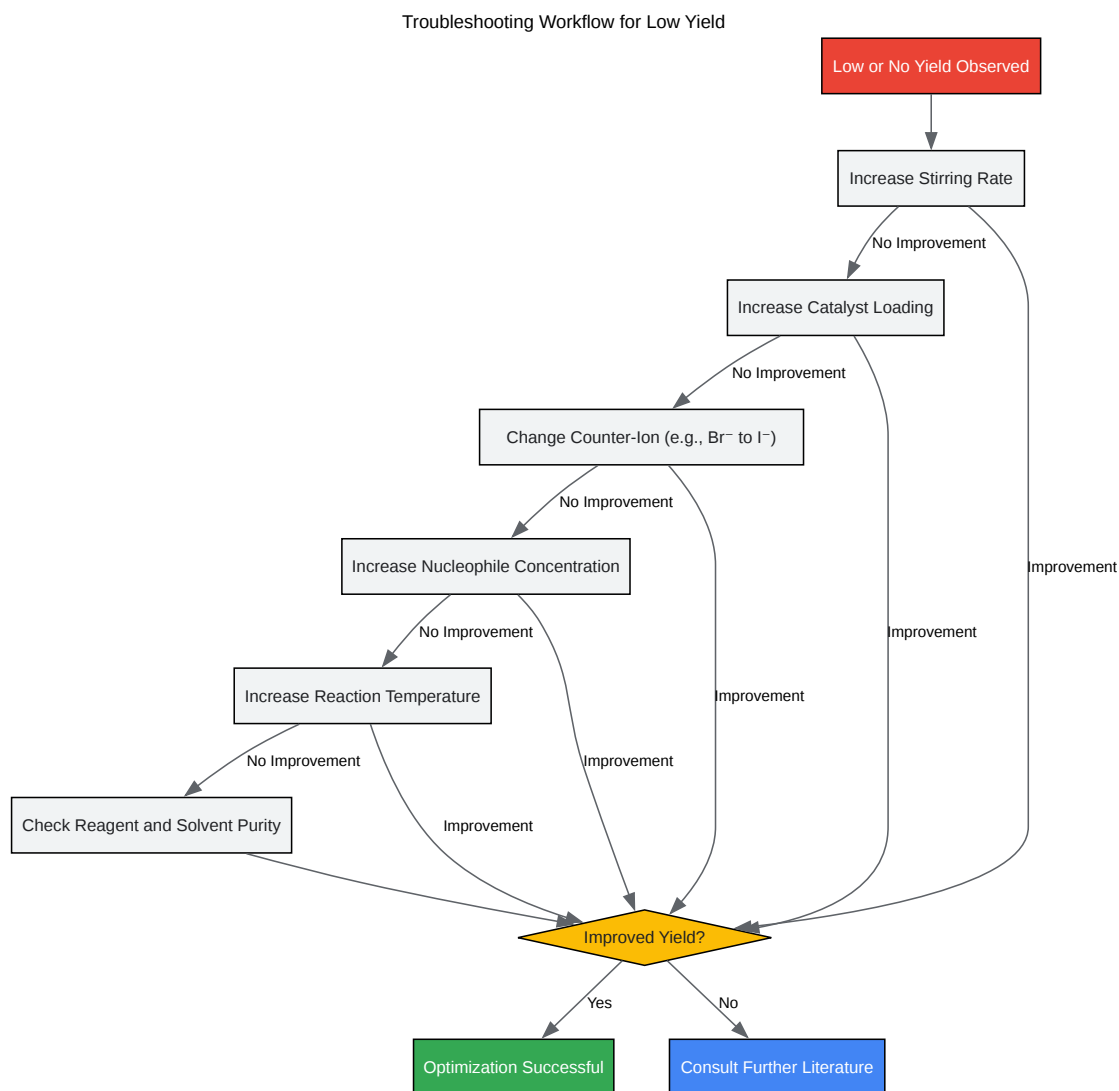 Troubleshooting Workflow for Low Yield
Low or No Yield Observed
Increase Stirring Rate
No Improvement
Increase Catalyst Loading
No Improvement
Change Counter-Ion (e.g., Br⁻ to I⁻)
No Improvement
Increase Nucleophile Concentration
Improvement
No Improvement
Improvement
Increase Reaction Temperature
Improvement
No Improvement
Improvement
Check Reagent and Solvent Purity
Improvement
Improved Yield?
Yes
No
Optimization Successful
Consult Further Literature